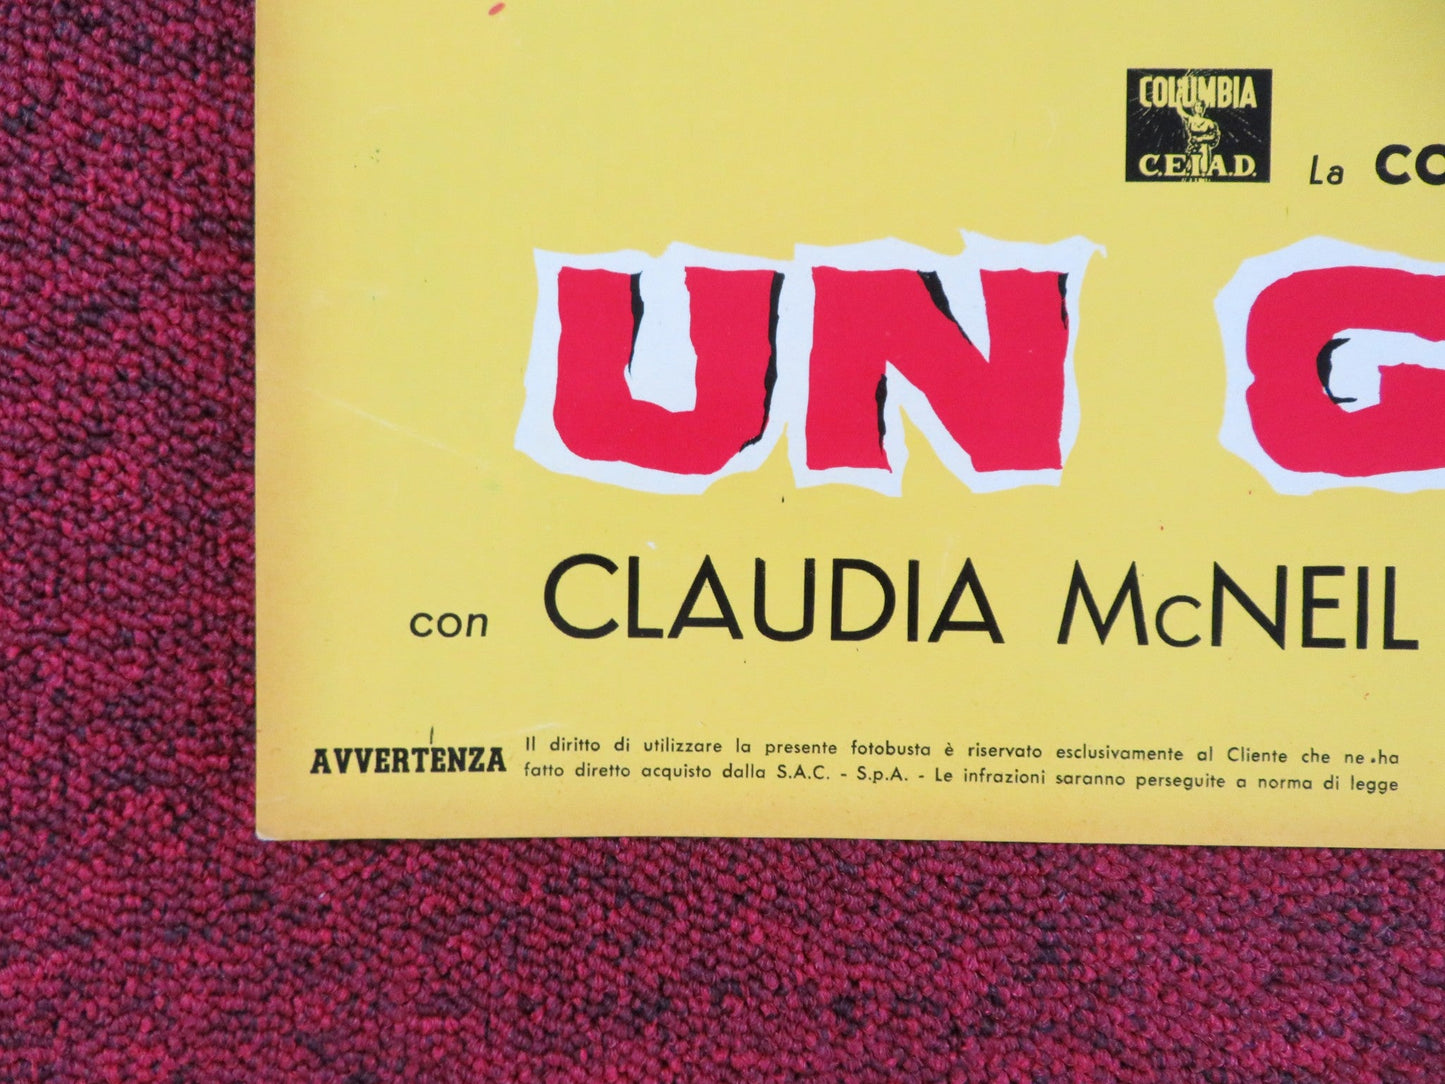 COLUMBIA
C.E.I.A.D.
La CO
UN G
con CLAUDIA McNEIL
AVVERTENZA Il diritto di utilizzare la presente fotobusta è riservato esclusivamente al Cliente che ne ha
fatto diretto acquisto dalla S.A.C. - S.p.A. - Le infrazioni saranno perseguite a norma di legge